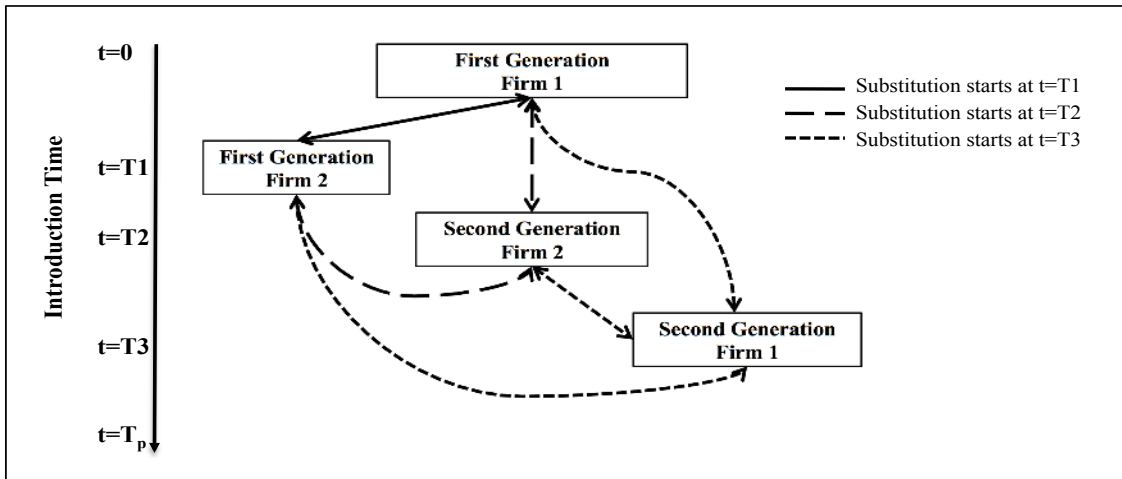 t=0
First Generation
Firm 1
Substitution starts at t=T1
Substitution starts at t=T2
Substitution starts at t=T3
t=T1
First Generation
Firm 2
t=T2
Second Generation
Firm 2
Introduction Time
t=T3
Second Generation
Firm 1
t=Tp